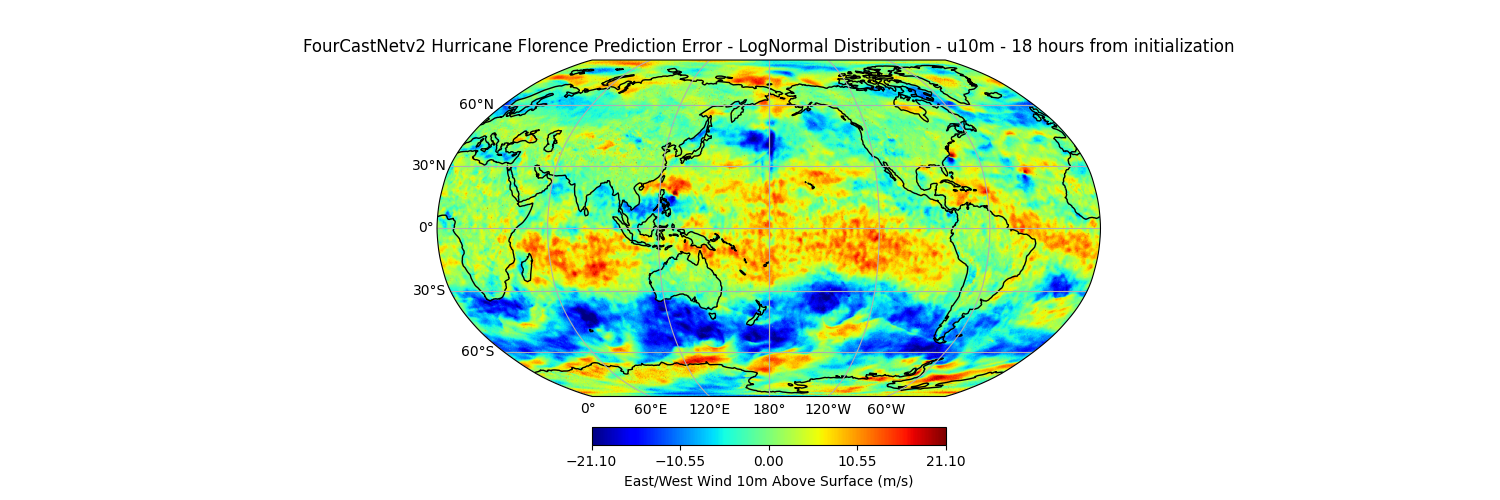 FourCastNetv2 Hurricane Florence Prediction Error - LogNormal Distribution - u10m - 18 hours from initialization
60°N
30°N
0°
30°S
60°S
0° 60°E 120°E 180° 120°W 60°W
−21.10 −10.55 0.00 10.55 21.10
East/West Wind 10m Above Surface (m/s)